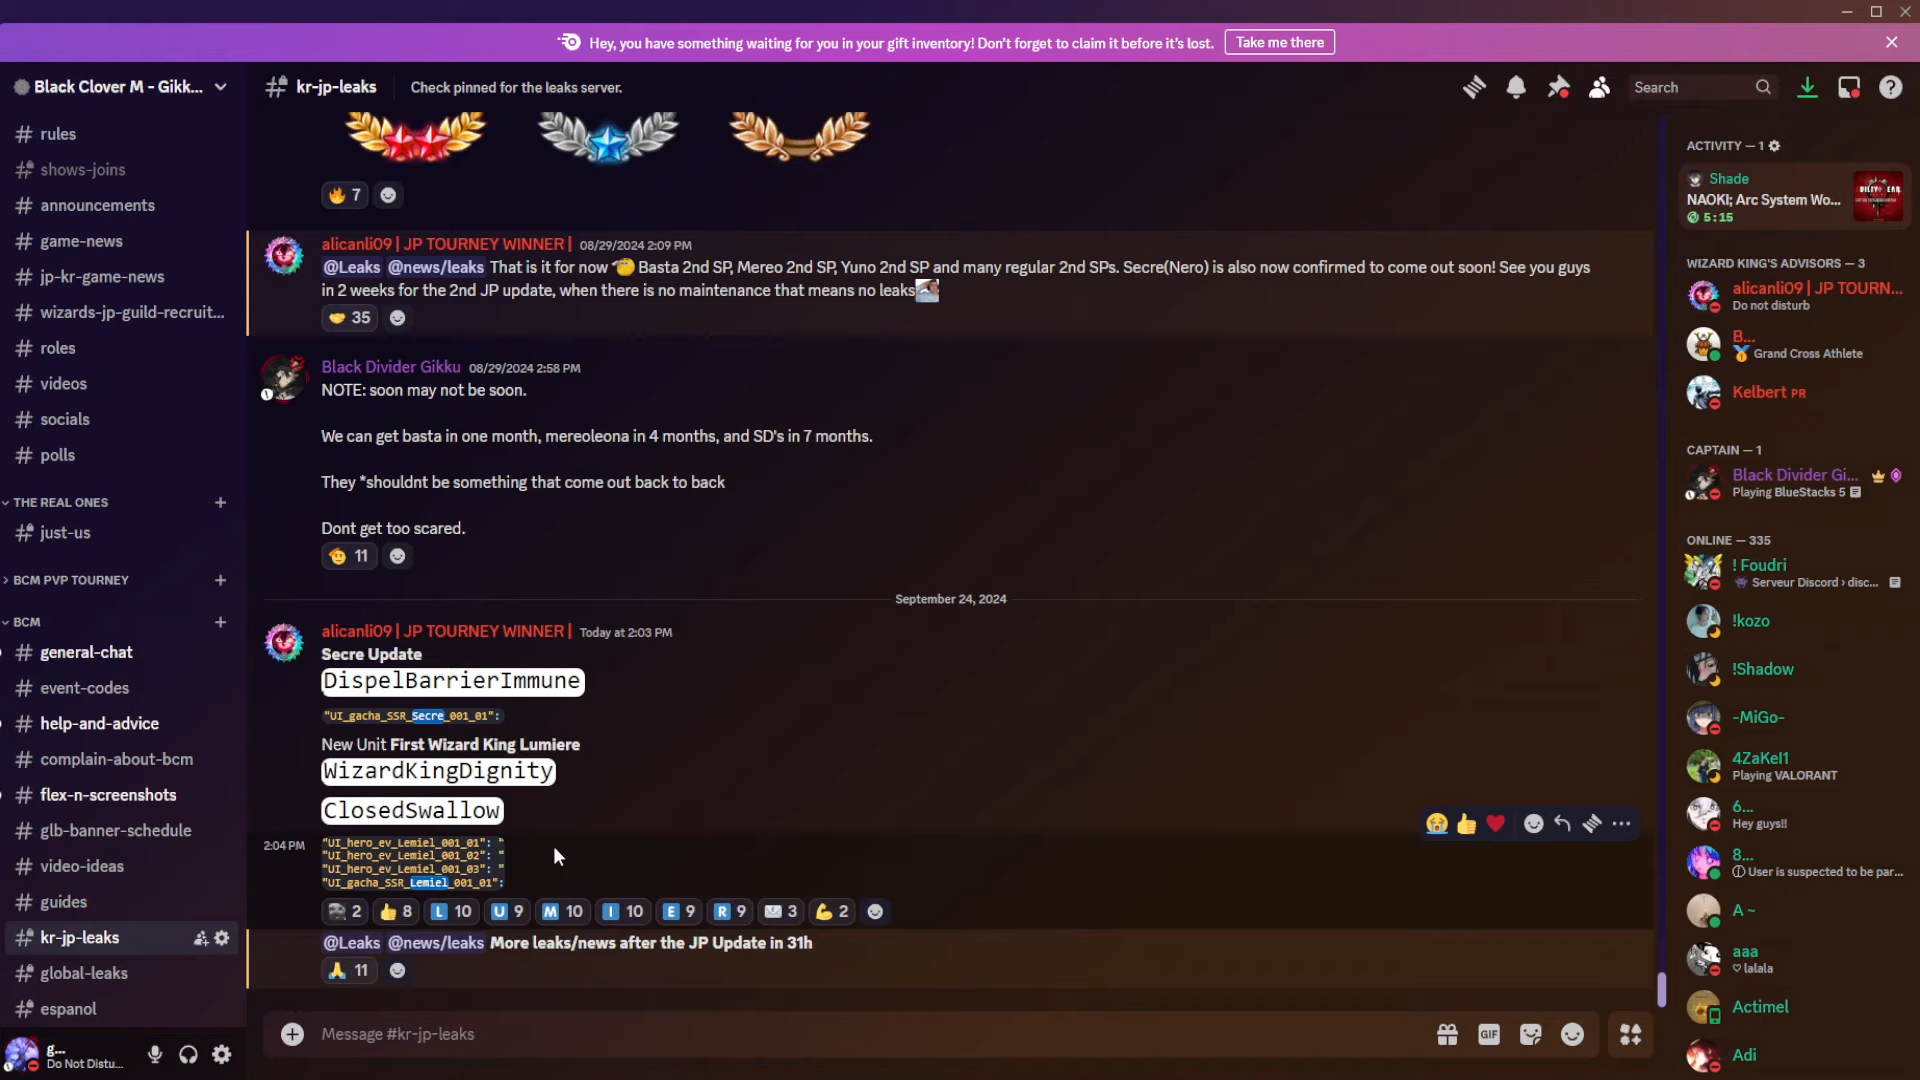 Hey, you have something waiting for you in your gift inventory! Don't forget to claim it before it's lost.
Take me there
Black Clover M - Gikk...
rules
shows-joins
announcements
game-news
jp-kr-game-news
wizards-jp-guild-recruit...
roles
videos
socials
polls
THE REAL ONES
just-us
BCM PVP TOURNEY
BCM
general-chat
event-codes
help-and-advice
complain-about-bcm
flex-n-screenshots
glb-banner-schedule
video-ideas
guides
kr-jp-leaks
global-leaks
espanol
g...
Do Not Distu...
kr-jp-leaks
Check pinned for the leaks server.
Search
7
alicanli09 | JP TOURNEY WINNER | 08/29/2024 2:09 PM
@Leaks @news/leaks That is it for now Basta 2nd SP, Mereo 2nd SP, Yuno 2nd SP and many regular 2nd SPs. Secre(Nero) is also now confirmed to come out soon! See you guys
in 2 weeks for the 2nd JP update, when there is no maintenance that means no leaks
35
Black Divider Gikku 08/29/2024 2:58 PM
NOTE: soon may not be soon.
We can get basta in one month, mereoleona in 4 months, and SD's in 7 months.
They *shouldnt be something that come out back to back
Dont get too scared.
11
September 24, 2024
alicanli09 | JP TOURNEY WINNER | Today at 2:03 PM
Secre Update
DispelBarrierImmune
"UI_gacha_SSR_Secre_001_01":
New Unit First Wizard King Lumiere
WizardKingDignity
ClosedSwallow
2:04 PM
"UI_hero_ev_Lemiel_001_01": "
"UI_hero_ev_Lemiel_001_02": "
"UI_hero_ev_Lemiel_001_03": "
"UI_gacha_SSR_Lemiel_001_01":
2 8 L 10 U 9 M 10 I 10 E 9 R 9 3 2
@Leaks @news/leaks More leaks/news after the JP Update in 31h
11
Message #kr-jp-leaks
GIF
ACTIVITY — 1
Shade
NAOKI; Arc System Wo...
5:15
WIZARD KING'S ADVISORS — 3
alicanli09 | JP TOURN...
Do not disturb
B...
Grand Cross Athlete
Kelbert PR
CAPTAIN — 1
Black Divider Gi...
Playing BlueStacks 5
ONLINE — 335
! Foudri
Serveur Discord › disc...
!kozo
!Shadow
-MiGo-
4ZaKeI1
Playing VALORANT
6...
Hey guys!!
8...
User is suspected to be par...
A ~
aaa
lalala
Actimel
Adi